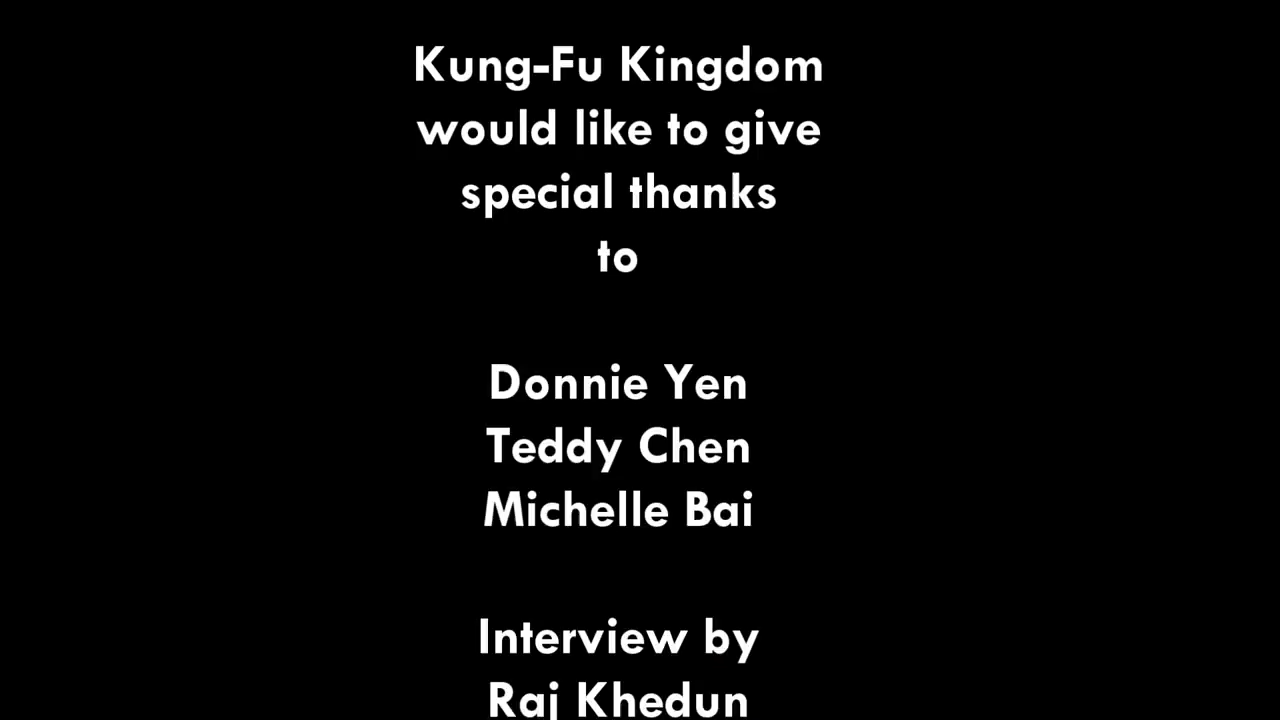 Kung-Fu Kingdom
would like to give
special thanks
to
Donnie Yen
Teddy Chen
Michelle Bai
Interview by
Raj Khedun